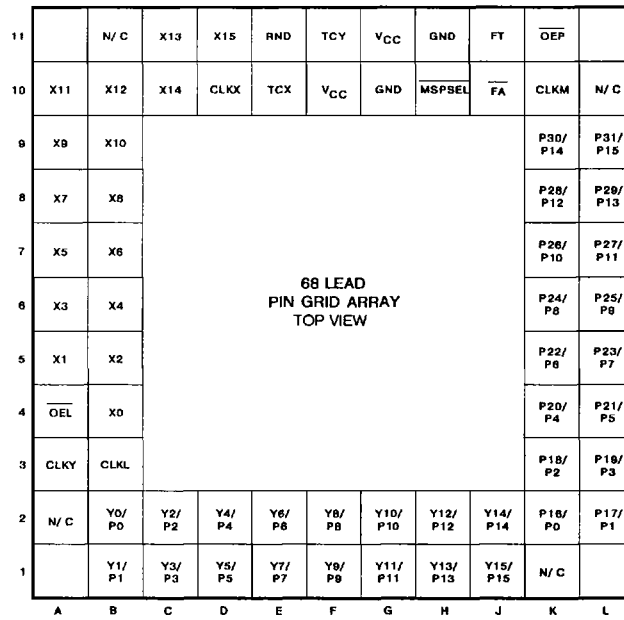 11 N/C X13 X15 RND TCY VCC GND FT OEP
10 X11 X12 X14 CLKX TCX VCC GND MSPSEL FA CLKM N/C
9 X9 X10 P30/P14 P31/P15
8 X7 X8 P28/P12 P29/P13
7 X5 X6 P26/P10 P27/P11
68 LEAD
PIN GRID ARRAY
TOP VIEW
6 X3 X4 P24/P8 P25/P9
5 X1 X2 P22/P6 P23/P7
4 OEL X0 P20/P4 P21/P5
3 CLKY CLKL P18/P2 P19/P3
2 N/C Y0/P0 Y2/P2 Y4/P4 Y6/P6 Y8/P8 Y10/P10 Y12/P12 Y14/P14 P16/P0 P17/P1
1 Y1/P1 Y3/P3 Y5/P5 Y7/P7 Y9/P9 Y11/P11 Y13/P13 Y15/P15 N/C
A B C D E F G H J K L